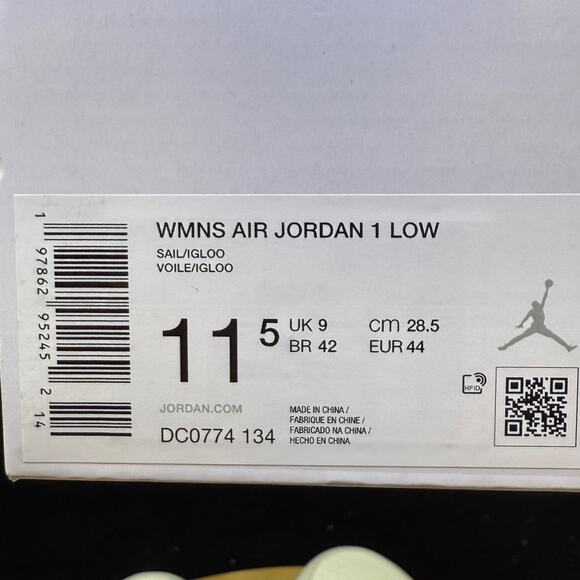 WMNS AIR JORDAN 1 LOW
SAIL/IGLOO
VOILE/IGLOO
11 5
UK 9 CM 28.5
BR 42 EUR 44
JORDAN.COM
DC0774 134
MADE IN CHINA /
FABRIQUE EN CHINE /
FABRICADO NA CHINA /
HECHO EN CHINA
RFID
1 97862 95245 2 14